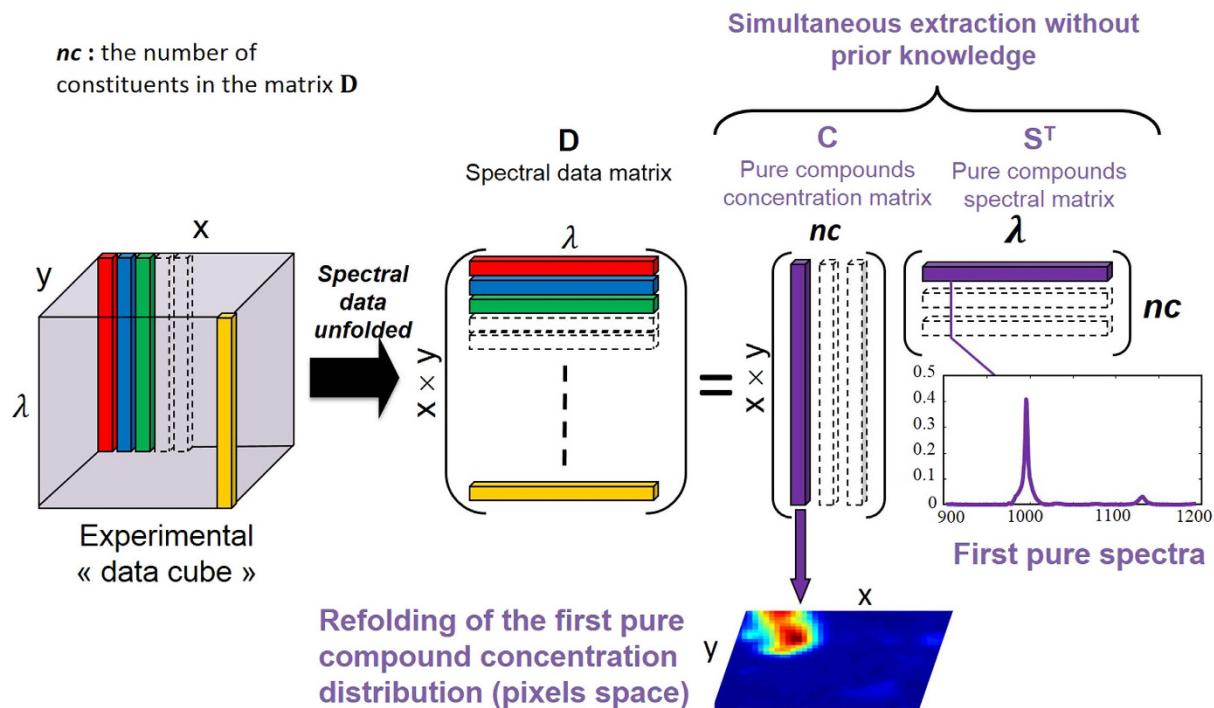 nc : the number of
constituents in the matrix D
Simultaneous extraction without
prior knowledge
D
Spectral data matrix
C
Pure compounds
concentration matrix
Sᵀ
Pure compounds
spectral matrix
x
y
λ
Experimental
« data cube »
Spectral
data
unfolded
λ
x × y
=
nc
x × y
λ
nc
0.5
0.4
0.3
0.2
0.1
0
900 1000 1100 1200
First pure spectra
Refolding of the first pure
compound concentration
distribution (pixels space)
x
y